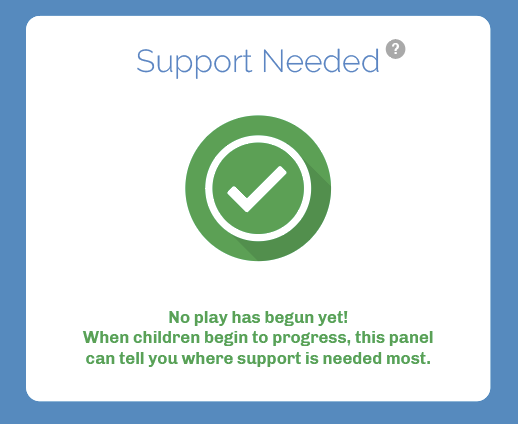 Support Needed ?
No play has begun yet!
When children begin to progress, this panel
can tell you where support is needed most.